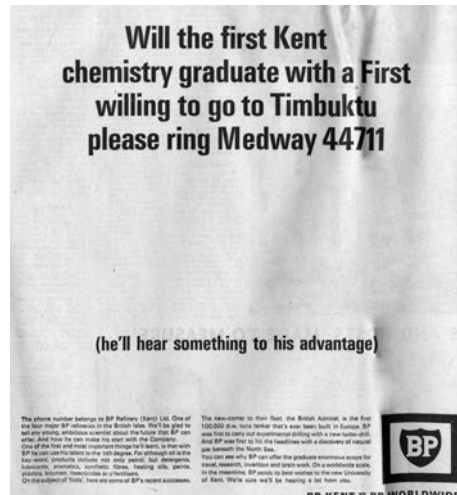 Will the first Kent
chemistry graduate with a First
willing to go to Timbuktu
please ring Medway 44711
(he'll hear something to his advantage)
The phone number belongs to BP Refinery (Kent) Ltd. One of
the four major BP refineries in the British Isles. We'll be glad to
tell any young, ambitious scientist about the future that BP can
offer. And how he can make his start with the Company.
One of the first and most important things he'll learn, is that with
BP he can use his talent to the nth degree. For although oil is the
key-word, products include not only petrol, but detergents,
lubricants, aromatics, synthetic fibres, heating oils, paints,
plastics, bitumen, insecticides and fertilisers.
On the subject of 'firsts', here are some of BP's recent successes.
The new-comer to their fleet, the British Admiral, is the first
100,000 d.w. tons tanker that's ever been built in Europe. BP
was first to carry out experimental drilling with a new turbo-drill.
And BP was first to hit the headlines with a discovery of natural
gas beneath the North Sea.
You can see why BP can offer the graduate enormous scope for
travel, research, invention and brain-work. On a worldwide scale.
In the meantime, BP sends its best wishes to the new University
of Kent. We're sure we'll be hearing a lot from you.
BP